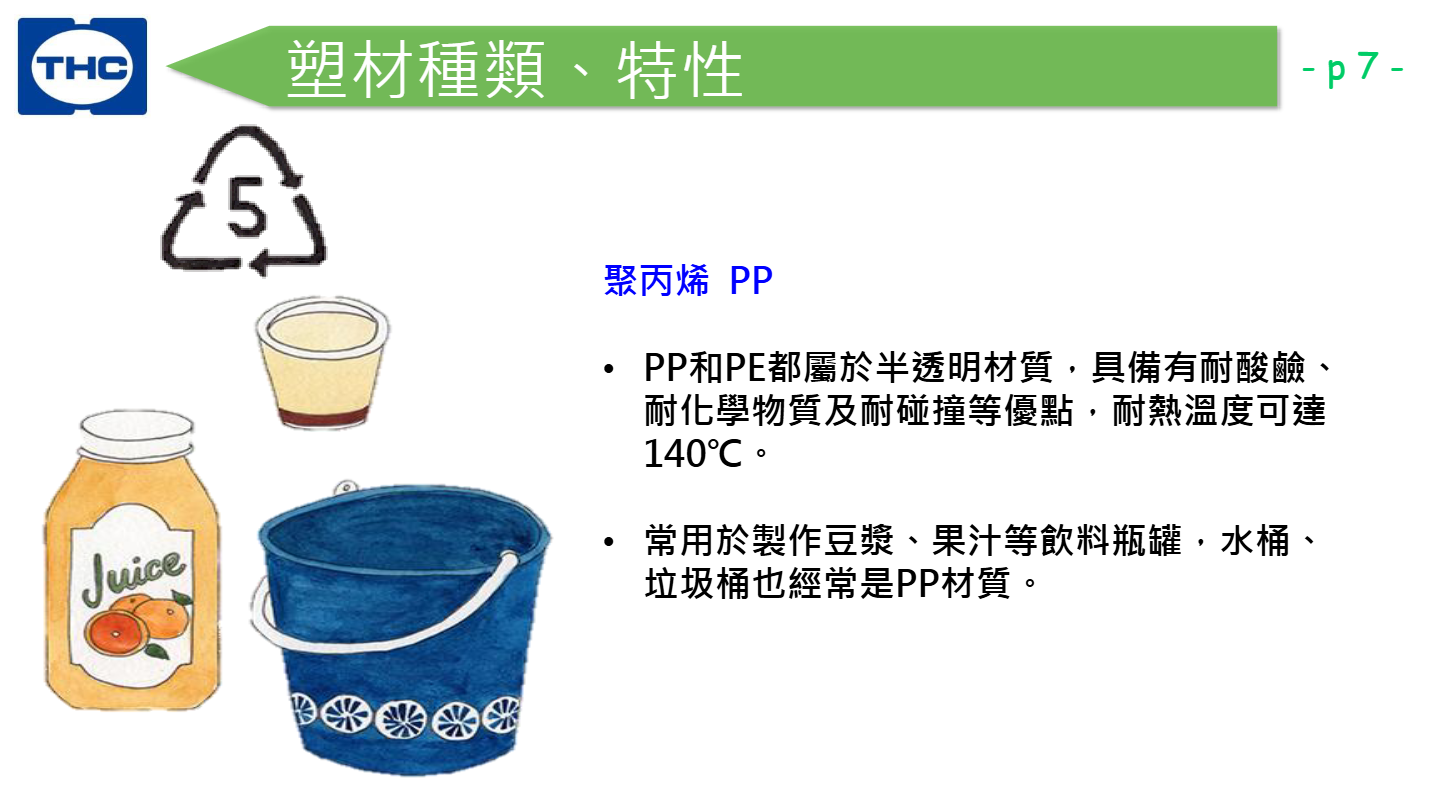 THC
塑材種類、特性
- p 7 -
5
聚丙烯 PP
• PP和PE都屬於半透明材質，具備有耐酸鹼、
耐化學物質及耐碰撞等優點，耐熱溫度可達
140℃。
• 常用於製作豆漿、果汁等飲料瓶罐，水桶、
垃圾桶也經常是PP材質。
Juice